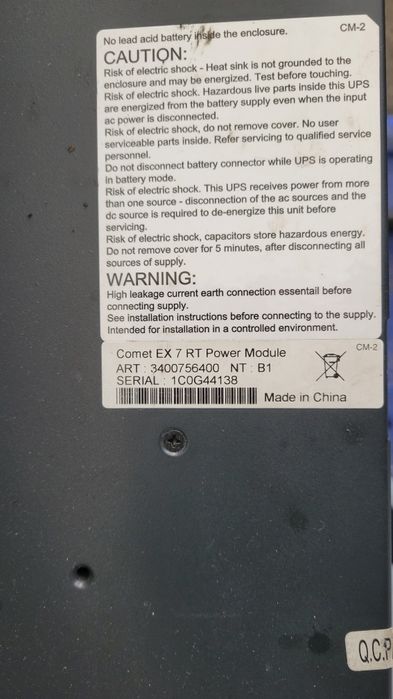 No lead acid battery inside the enclosure.
CM-2
CAUTION:
Risk of electric shock - Heat sink is not grounded to the
enclosure and may be energized. Test before touching.
Risk of electric shock. Hazardous live parts inside this UPS
are energized from the battery supply even when the input
ac power is disconnected.
Risk of electric shock, do not remove cover. No user
serviceable parts inside. Refer servicing to qualified service
personnel.
Do not disconnect battery connector while UPS is operating
in battery mode.
Risk of electric shock. This UPS receives power from more
than one source - disconnection of the ac sources and the
dc source is required to de-energize this unit before
servicing.
Risk of electric shock, capacitors store hazardous energy.
Do not remove cover for 5 minutes, after disconnecting all
sources of supply.
WARNING:
High leakage current earth connection essentail before
connecting supply.
See installation instructions before connecting to the supply.
Intended for installation in a controlled environment.
CM-2
Comet EX 7 RT Power Module
ART : 3400756400 NT : B1
SERIAL : 1C0G44138
Made in China
Q.C.P